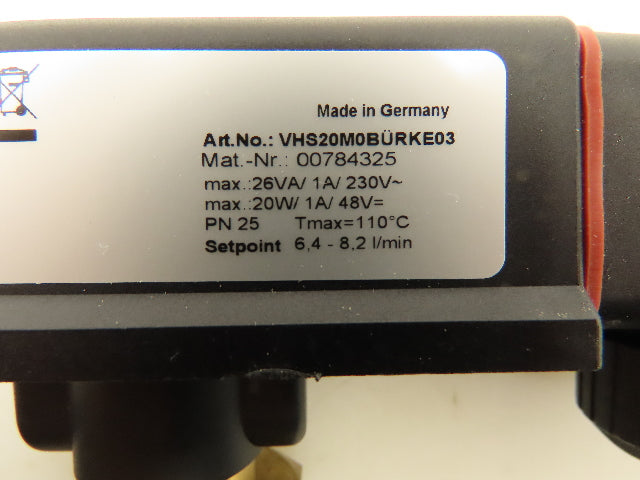 Made in Germany
Art.No.: VHS20M0BÜRKE03
Mat.-Nr.: 00784325
max.:26VA/ 1A/ 230V~
max.:20W/ 1A/ 48V=
PN 25 Tmax=110°C
Setpoint 6,4 - 8,2 l/min